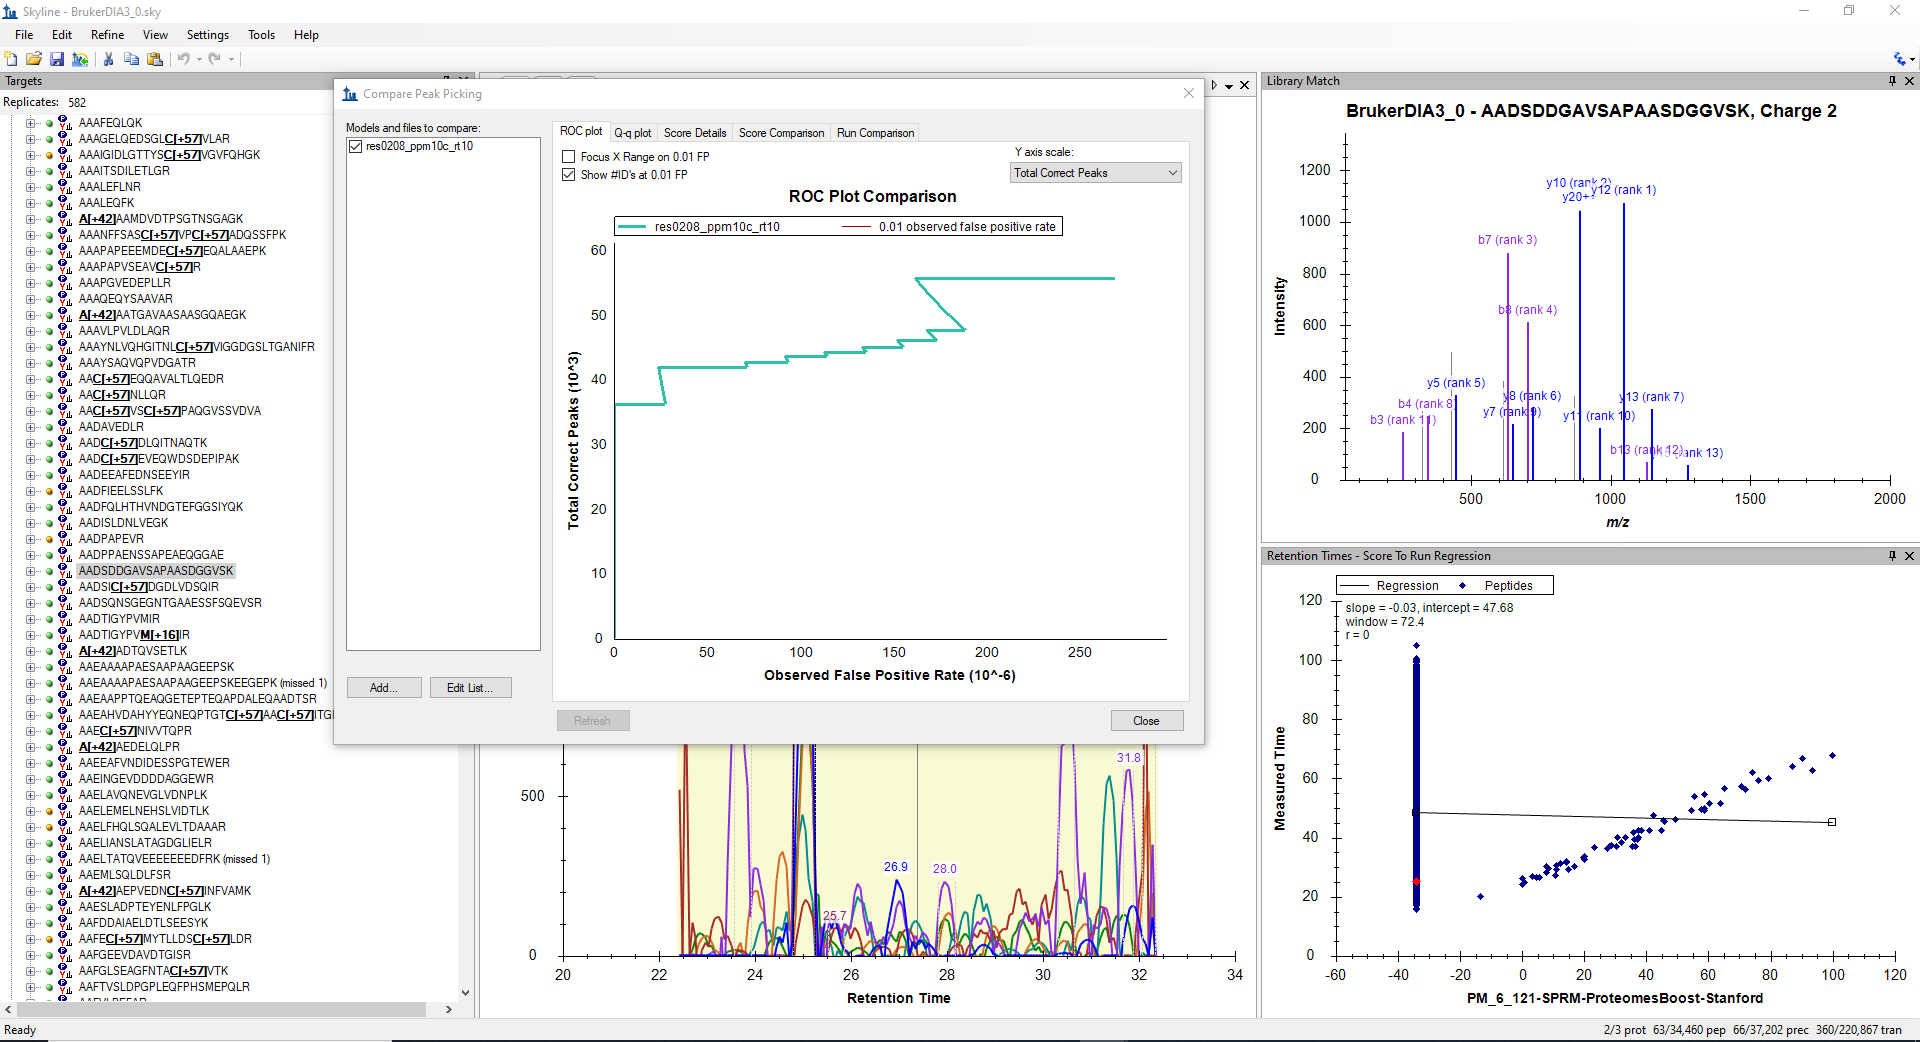 Skyline - BrukerDIA3_0.sky
File Edit Refine View Settings Tools Help
Targets
Replicates: 582
AAAFEQLQK
AAAGELQEDSGLC[+57]VLAR
AAAIGIDLGTTYSC[+57]VGVFQHGK
AAAITSDILETLGR
AAALEFLNR
AAALEQFK
A[+42]AAMDVDTPSGTNSGAGK
AAANFFSASC[+57]VPC[+57]ADQSSFPK
AAAPAPEEEMDEC[+57]EQALAAEPK
AAAPAPVSEAVC[+57]R
AAAPGVEDEPLLR
AAAQEQYSAAVAR
A[+42]AATGAVAASAASGQAEGK
AAAVLPVLDLAQR
AAAYNLVQHGITNLC[+57]VIGGDGSLTGANIFR
AAAYSAQVQPVDGATR
AAC[+57]EQQAVALTLQEDR
AAC[+57]NLLQR
AAC[+57]VSC[+57]PAQGVSSVDVA
AADAVEDLR
AADC[+57]DLQITNAQTK
AADC[+57]EVEQWDSDEPIPAK
AADEEAFEDNSEEYIR
AADFIEELSSLFK
AADFQLHTHVNDGTEFGGSIYQK
AADISLDNLVEGK
AADPAPEVR
AADPPAENSSAPEAEQGGAE
AADSDDGAVSAPAASDGGVSK
AADSIC[+57]DGDLVDSQIR
AADSQNSGEGNTGAAESSFSQEVSR
AADTIGYPVMIR
AADTIGYPVM[+16]IR
A[+42]ADTQVSETLK
AAEAAAAPAESAAPAAGEEPSK
AAEAAAAPAESAAPAAGEEPSKEEGEPK (missed 1)
AAEAAPPTQEAQGETEPTEQAPDALEQAADTSR
AAEAHVDAHYYEQNEQPTGTC[+57]AAC[+57]ITG
AAEC[+57]NIVVTQPR
A[+42]AEDELQLPR
AAEEAFVNDIDESSPGTEWER
AAEINGEVDDDDAGGEWR
AAELAVQNEVGLVDNPLK
AAELEMELNEHSLVIDTLK
AAELFHQLSQALEVLTDAAAR
AAELIANSLATAGDGLIELR
AAELTATQVEEEEEEEDFRK (missed 1)
AAEMLSQLDLFSR
A[+42]AEPVEDNC[+57]INFVAMK
AAESLADPTEYENLFPGLK
AAFDDAIAELDTLSEESYK
AAFEC[+57]MYTLLDSC[+57]LDR
AAFGEEVDAVDTGISR
AAFGLSEAGFNTAC[+57]VTK
AAFTVSLDPGPLEQFPHSMEPQLR
Ready
Compare Peak Picking
Models and files to compare:
res0208_ppm10c_rt10
Add...
Edit List...
ROC plot Q-q plot Score Details Score Comparison Run Comparison
Focus X Range on 0.01 FP
Show #ID's at 0.01 FP
Y axis scale:
Total Correct Peaks
ROC Plot Comparison
res0208_ppm10c_rt10 0.01 observed false positive rate
Total Correct Peaks (10^3)
60
50
40
30
20
10
0
0 50 100 150 200 250
Observed False Positive Rate (10^-6)
Refresh
Close
31.8
500
26.9
28.0
25.7
0
20 22 24 26 28 30 32 34
Retention Time
Library Match
BrukerDIA3_0 - AADSDDGAVSAPAASDGGVSK, Charge 2
Intensity
1200
1000
800
600
400
200
0
y12 (rank 1)
b7 (rank 3)
b8 (rank 4)
y5 (rank 5)
y8 (rank 6)
y13 (rank 7)
b4 (rank 8)
y7 (rank 9)
y11 (rank 10)
b3 (rank 11)
b13 (rank 12)
500 1000 1500 2000
m/z
Retention Times - Score To Run Regression
Regression Peptides
slope = -0.03, intercept = 47.68
window = 72.4
r = 0
Measured Time
120
100
80
60
40
20
0
-60 -40 -20 0 20 40 60 80 100 120
PM_6_121-SPRM-ProteomesBoost-Stanford
2/3 prot 63/34,460 pep 66/37,202 prec 360/220,867 tran